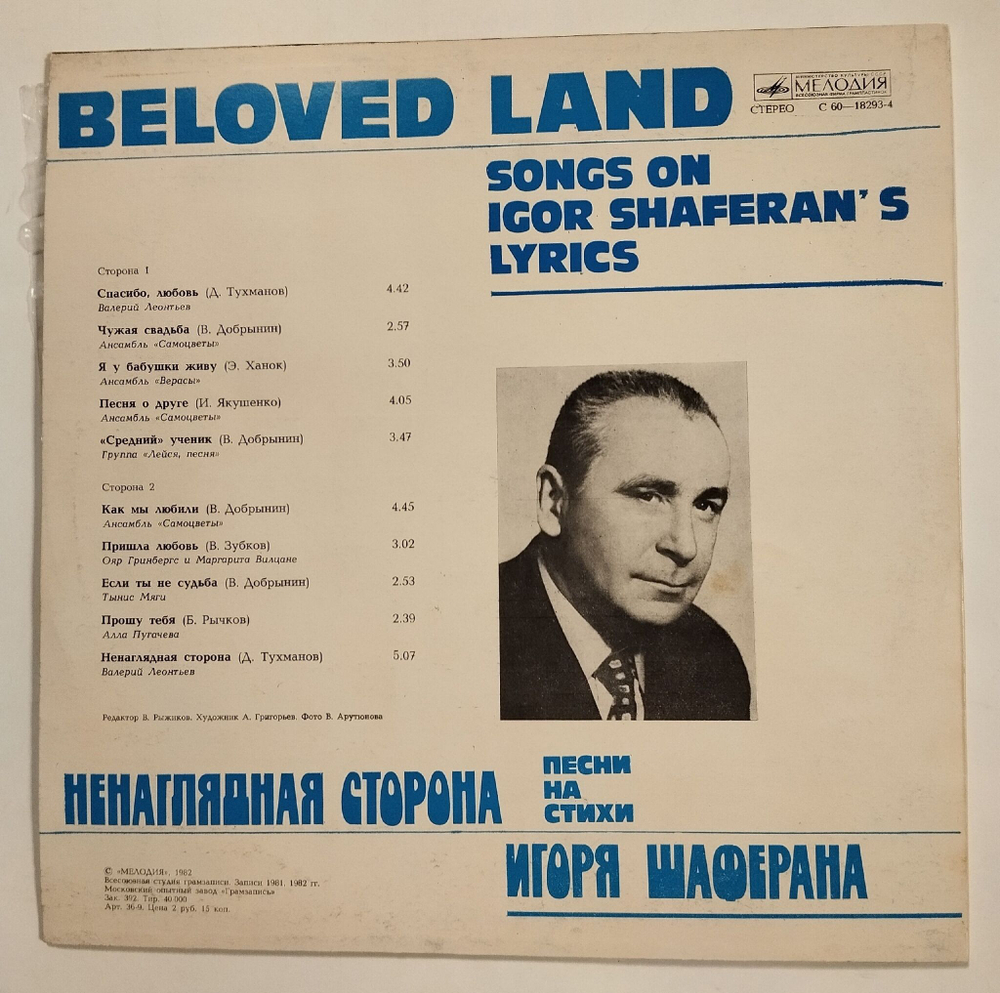 BELOVED LAND
МИНИСТЕРСТВО КУЛЬТУРЫ СССР
МЕЛОДИЯ
ВСЕСОЮЗНАЯ ФИРМА ГРАМПЛАСТИНОК
СТЕРЕО С 60—18293-4
SONGS ON
IGOR SHAFERAN'S
LYRICS
Сторона 1
Спасибо, любовь (Д. Тухманов) 4.42
Валерий Леонтьев
Чужая свадьба (В. Добрынин) 2.57
Ансамбль «Самоцветы»
Я у бабушки живу (Э. Ханок) 3.50
Ансамбль «Верасы»
Песня о друге (И. Якушенко) 4.05
Ансамбль «Самоцветы»
«Средний» ученик (В. Добрынин) 3.47
Группа «Лейся, песня»
Сторона 2
Как мы любили (В. Добрынин) 4.45
Ансамбль «Самоцветы»
Пришла любовь (В. Зубков) 3.02
Ояр Гринбергс и Маргарита Вилцане
Если ты не судьба (В. Добрынин) 2.53
Тынис Мяги
Прошу тебя (Б. Рычков) 2.39
Алла Пугачева
Ненаглядная сторона (Д. Тухманов) 5.07
Валерий Леонтьев
Редактор В. Рыжиков. Художник А. Григорьев. Фото В. Арутюнова
НЕНАГЛЯДНАЯ СТОРОНА
ПЕСНИ
НА
СТИХИ
ИГОРЯ ШАФЕРАНА
© «МЕЛОДИЯ», 1982
Всесоюзная студия грамзаписи. Записи 1981, 1982 гг.
Московский опытный завод «Грамзапись»
Зак. 392. Тир. 40 000
Арт. 36-9. Цена 2 руб. 15 коп.